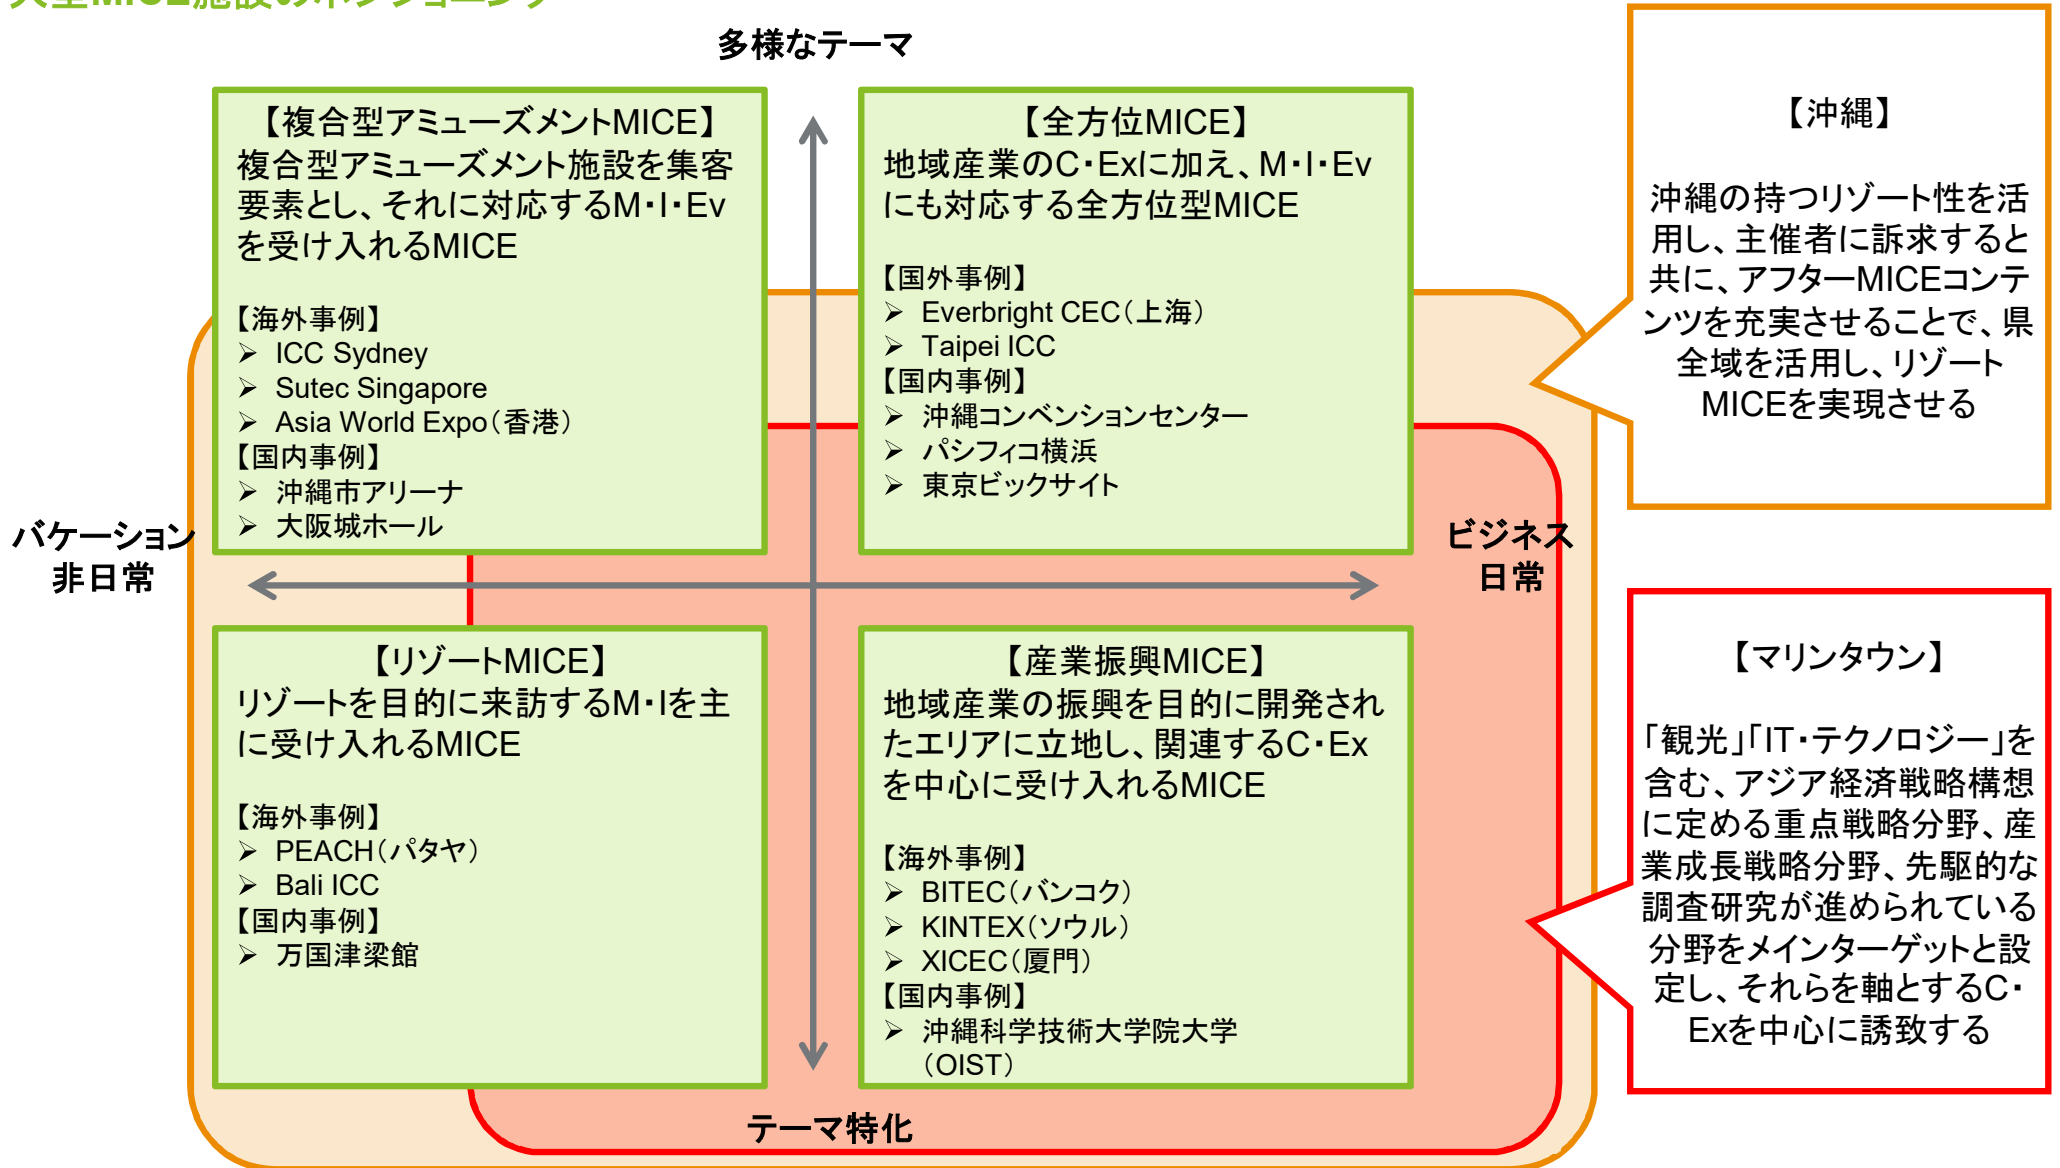 大型MICE施設のポジショニング
多様なテーマ
【複合型アミューズメントMICE】
複合型アミューズメント施設を集客
要素とし、それに対応するM・I・Ev
を受け入れるMICE
【海外事例】
➢ ICC Sydney
➢ Sutec Singapore
➢ Asia World Expo（香港）
【国内事例】
➢ 沖縄市アリーナ
➢ 大阪城ホール
【全方位MICE】
地域産業のC・Exに加え、M・I・Ev
にも対応する全方位型MICE
【国外事例】
➢ Everbright CEC（上海）
➢ Taipei ICC
【国内事例】
➢ 沖縄コンベンションセンター
➢ パシフィコ横浜
➢ 東京ビックサイト
バケーション
非日常
ビジネス
日常
【リゾートMICE】
リゾートを目的に来訪するM・Iを主
に受け入れるMICE
【海外事例】
➢ PEACH（パタヤ）
➢ Bali ICC
【国内事例】
➢ 万国津梁館
【産業振興MICE】
地域産業の振興を目的に開発され
たエリアに立地し、関連するC・Ex
を中心に受け入れるMICE
【海外事例】
➢ BITEC（バンコク）
➢ KINTEX（ソウル）
➢ XICEC（厦門）
【国内事例】
➢ 沖縄科学技術大学院大学
（OIST）
テーマ特化
【沖縄】
沖縄の持つリゾート性を活
用し、主催者に訴求すると
共に、アフターMICEコンテ
ンツを充実させることで、県
全域を活用し、リゾート
MICEを実現させる
【マリンタウン】
「観光」「IT・テクノロジー」を
含む、アジア経済戦略構想
に定める重点戦略分野、産
業成長戦略分野、先駆的な
調査研究が進められている
分野をメインターゲットと設
定し、それらを軸とするC・
Exを中心に誘致する